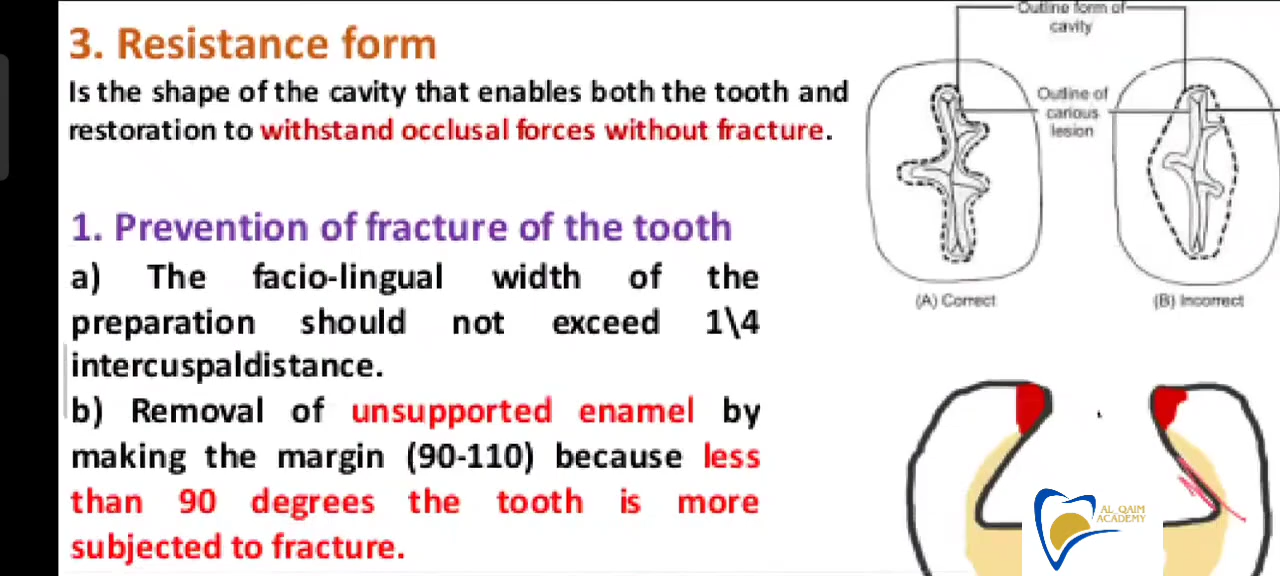 3. Resistance form
Is the shape of the cavity that enables both the tooth and
restoration to withstand occlusal forces without fracture.
1. Prevention of fracture of the tooth
a) The facio-lingual width of the
preparation should not exceed 1\4
intercuspaldistance.
b) Removal of unsupported enamel by
making the margin (90-110) because less
than 90 degrees the tooth is more
subjected to fracture.
Outline form of
cavity
Outline of
carious
lesion
(A) Correct
(B) Incorrect
AL_QAIM
ACADEMY